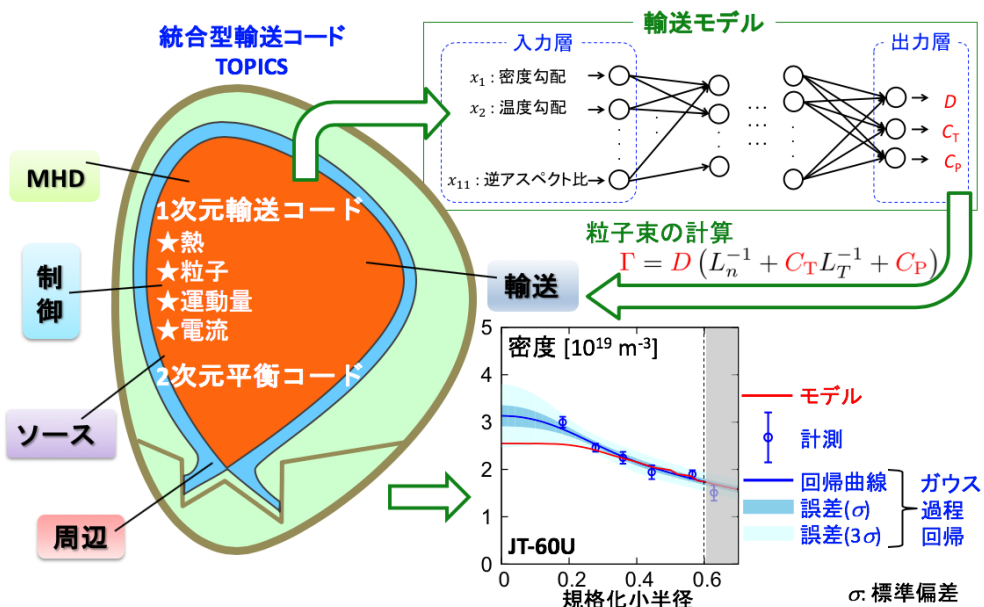 統合型輸送コード
TOPICS
輸送モデル
入力層
出力層
x₁ : 密度勾配
x₂ : 温度勾配
x₁₁ : 逆アスペクト比
D
C_T
C_P
MHD
制御
ソース
周辺
輸送
1次元輸送コード
★熱
★粒子
★運動量
★電流
2次元平衡コード
粒子束の計算
Γ = D (L_n^{-1} + C_T L_T^{-1} + C_P)
密度 [10¹⁹ m⁻³]
5
4
3
2
1
0
JT-60U
0 0.2 0.4 0.6
規格化小半径
モデル
計測
回帰曲線
誤差(σ)
誤差(3σ)
ガウス
過程
回帰
σ: 標準偏差